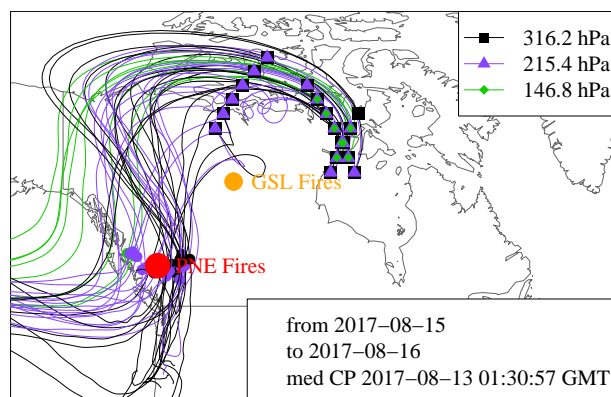 316.2 hPa
215.4 hPa
146.8 hPa
GSL Fires
PNE Fires
from 2017−08−15
to 2017−08−16
med CP 2017−08−13 01:30:57 GMT